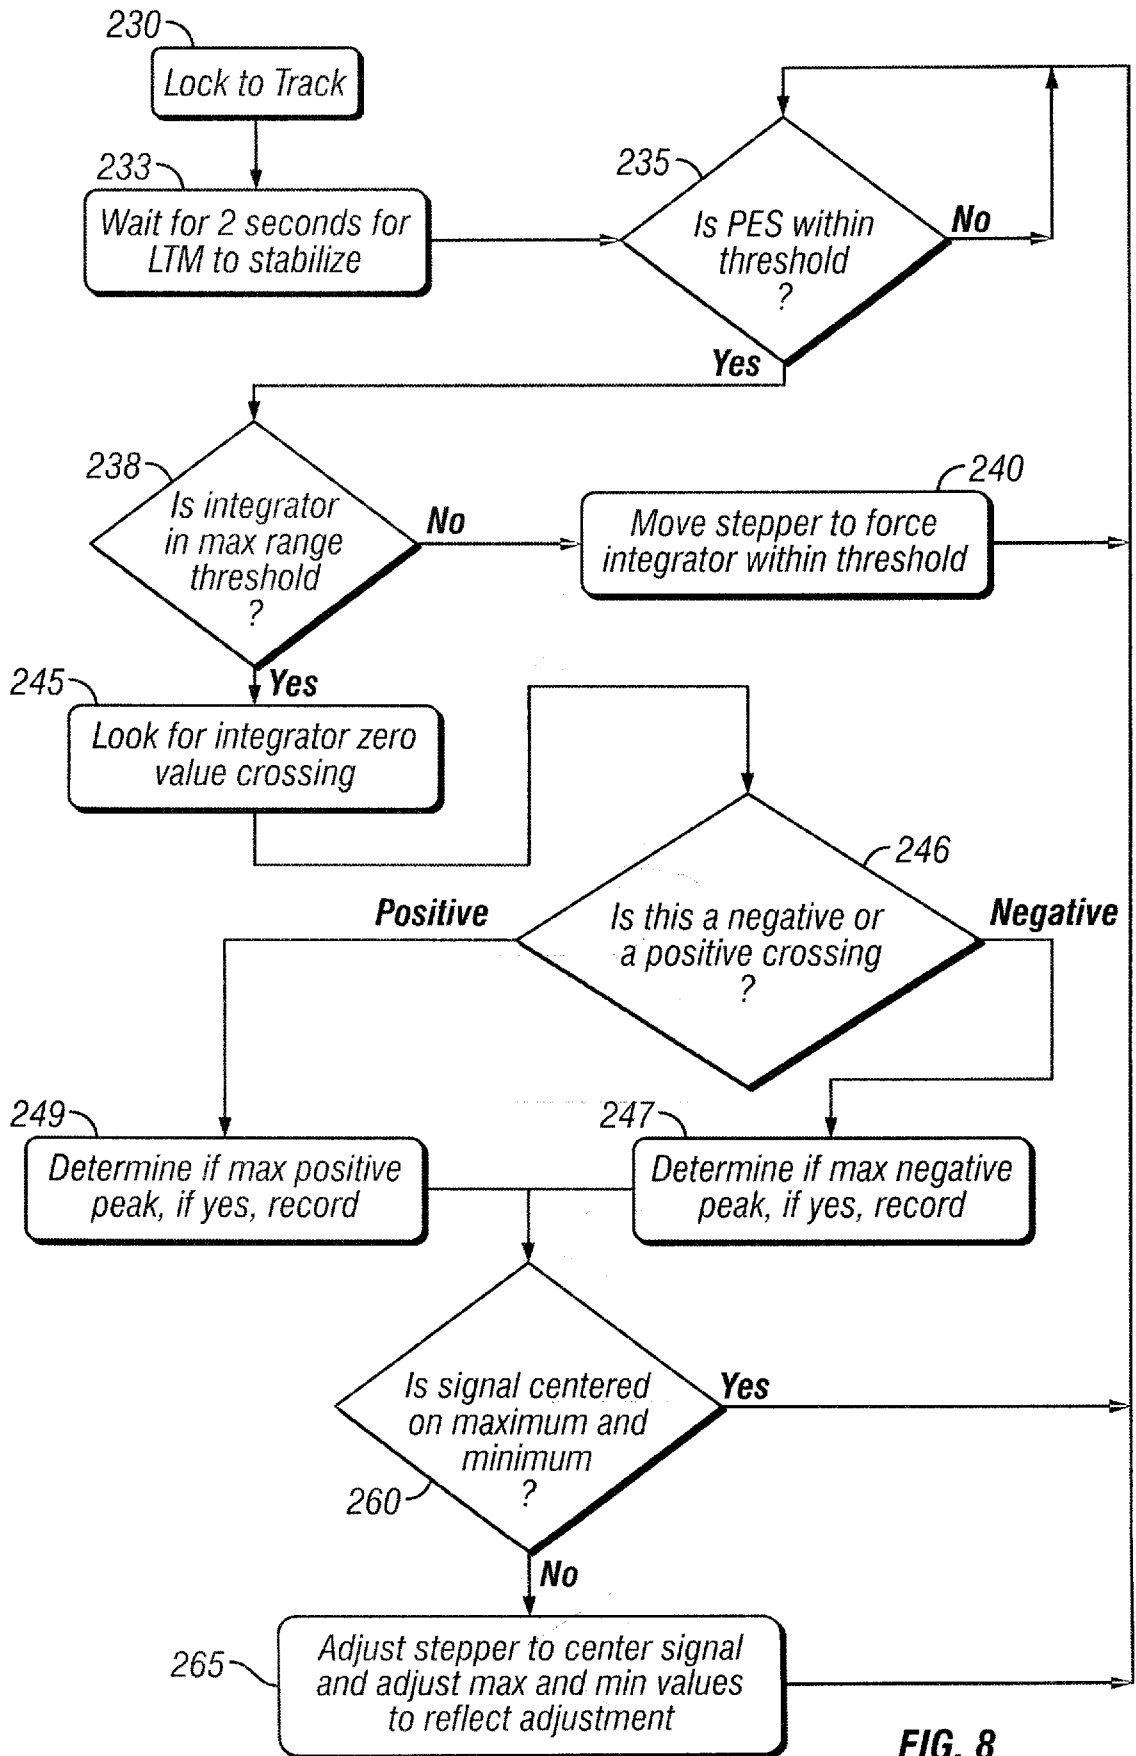 230
Lock to Track
233
Wait for 2 seconds for
LTM to stabilize
235
Is PES within
threshold
?
No
Yes
238
Is integrator
in max range
threshold
?
No
240
Move stepper to force
integrator within threshold
Yes
245
Look for integrator zero
value crossing
246
Is this a negative or
a positive crossing
?
Positive
Negative
249
Determine if max positive
peak, if yes, record
247
Determine if max negative
peak, if yes, record
Is signal centered
on maximum and
minimum
?
260
Yes
No
265
Adjust stepper to center signal
and adjust max and min values
to reflect adjustment
FIG. 8